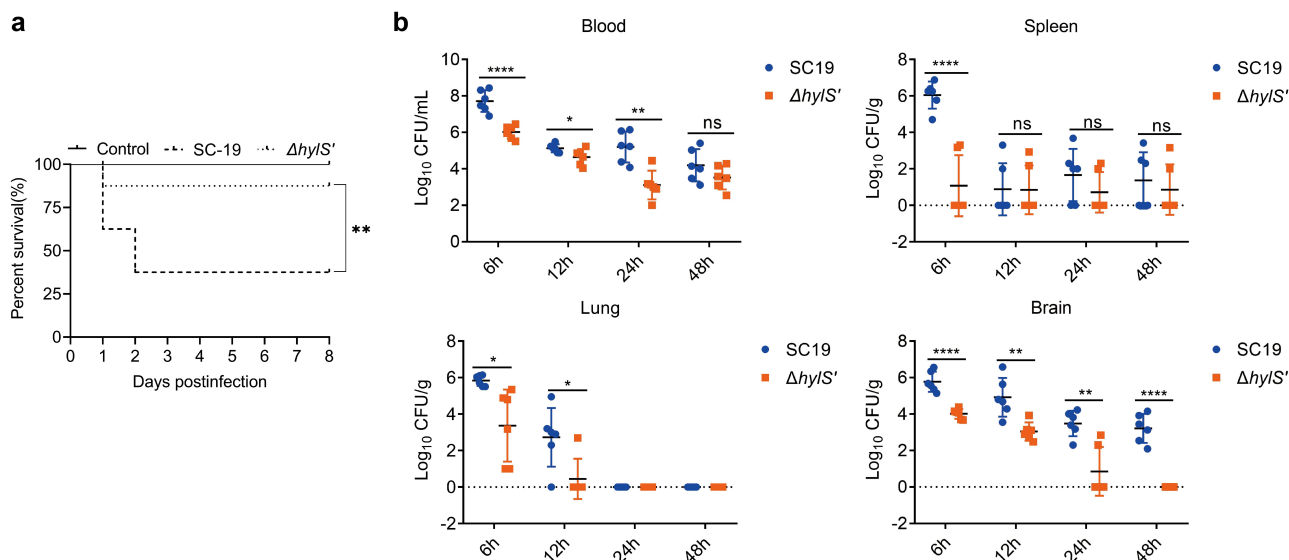 a
Control SC-19 ΔhylS'
Percent survival(%)
100
75
50
25
0
**
0 1 2 3 4 5 6 7 8
Days postinfection
b
Blood
Log10 CFU/mL
10
8
6
4
2
0
**** * ** ns
6h 12h 24h 48h
SC19
ΔhylS'
Spleen
Log10 CFU/g
8
6
4
2
0
-2
**** ns ns ns
6h 12h 24h 48h
SC19
ΔhylS'
Lung
Log10 CFU/g
8
6
4
2
0
-2
* *
6h 12h 24h 48h
SC19
ΔhylS'
Brain
Log10 CFU/g
8
6
4
2
0
-2
**** ** ** ****
6h 12h 24h 48h
SC19
ΔhylS'